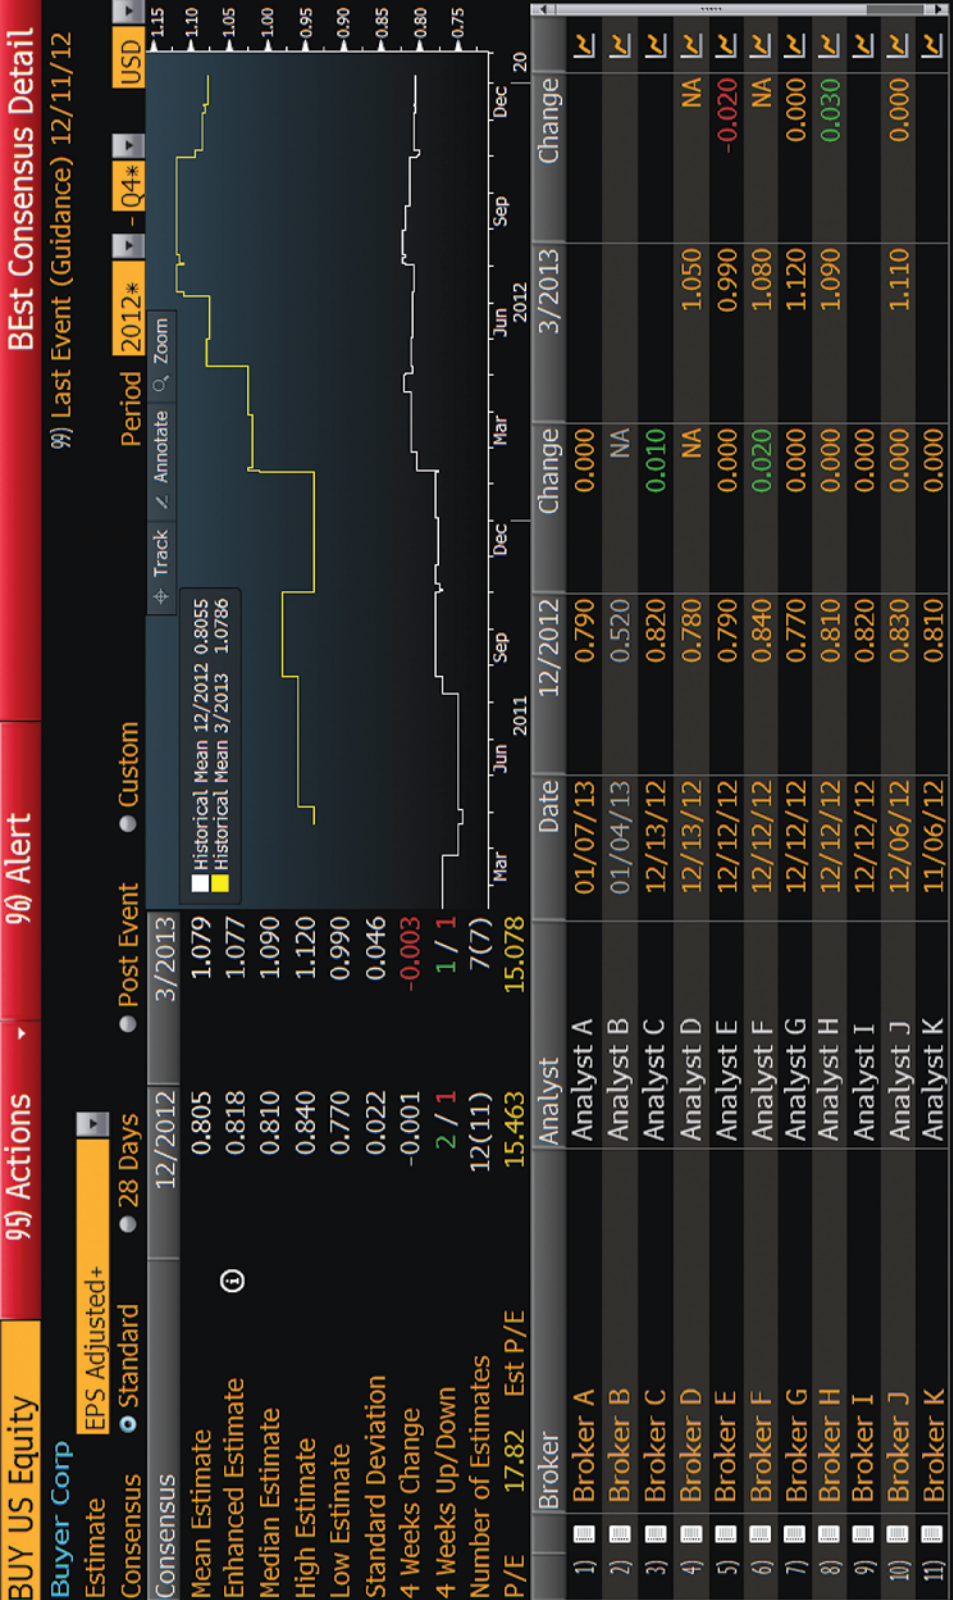 BUY US Equity 95) Actions 96) Alert BEst Consensus Detail
Buyer Corp 99) Last Event (Guidance) 12/11/12
Estimate EPS Adjusted+ Period 2012* - Q4* USD
Consensus Standard 28 Days Post Event Custom
Consensus 12/2012 3/2013
Mean Estimate 0.805 1.079
Enhanced Estimate 0.818 1.077
Median Estimate 0.810 1.090
High Estimate 0.840 1.120
Low Estimate 0.770 0.990
Standard Deviation 0.022 0.046
4 Weeks Change -0.001 -0.003
4 Weeks Up/Down 2 / 1 1 / 1
Number of Estimates 12(11) 7(7)
P/E 17.82 Est P/E 15.463 15.078
Track Annotate Zoom
Historical Mean 12/2012 0.8055
Historical Mean 3/2013 1.0786
1.15
1.10
1.05
1.00
0.95
0.90
0.85
0.80
0.75
Mar Jun Sep Dec Mar Jun Sep Dec
2011 2012 20
Broker Analyst Date 12/2012 Change 3/2013 Change
1) Broker A Analyst A 01/07/13 0.790 0.000
2) Broker B Analyst B 01/04/13 0.520 NA
3) Broker C Analyst C 12/13/12 0.820 0.010
4) Broker D Analyst D 12/13/12 0.780 NA 1.050 NA
5) Broker E Analyst E 12/12/12 0.790 0.000 0.990 -0.020
6) Broker F Analyst F 12/12/12 0.840 0.020 1.080 NA
7) Broker G Analyst G 12/12/12 0.770 0.000 1.120 0.000
8) Broker H Analyst H 12/12/12 0.810 0.000 1.090 0.030
9) Broker I Analyst I 12/12/12 0.820 0.000
10) Broker J Analyst J 12/06/12 0.830 0.000 1.110 0.000
11) Broker K Analyst K 11/06/12 0.810 0.000